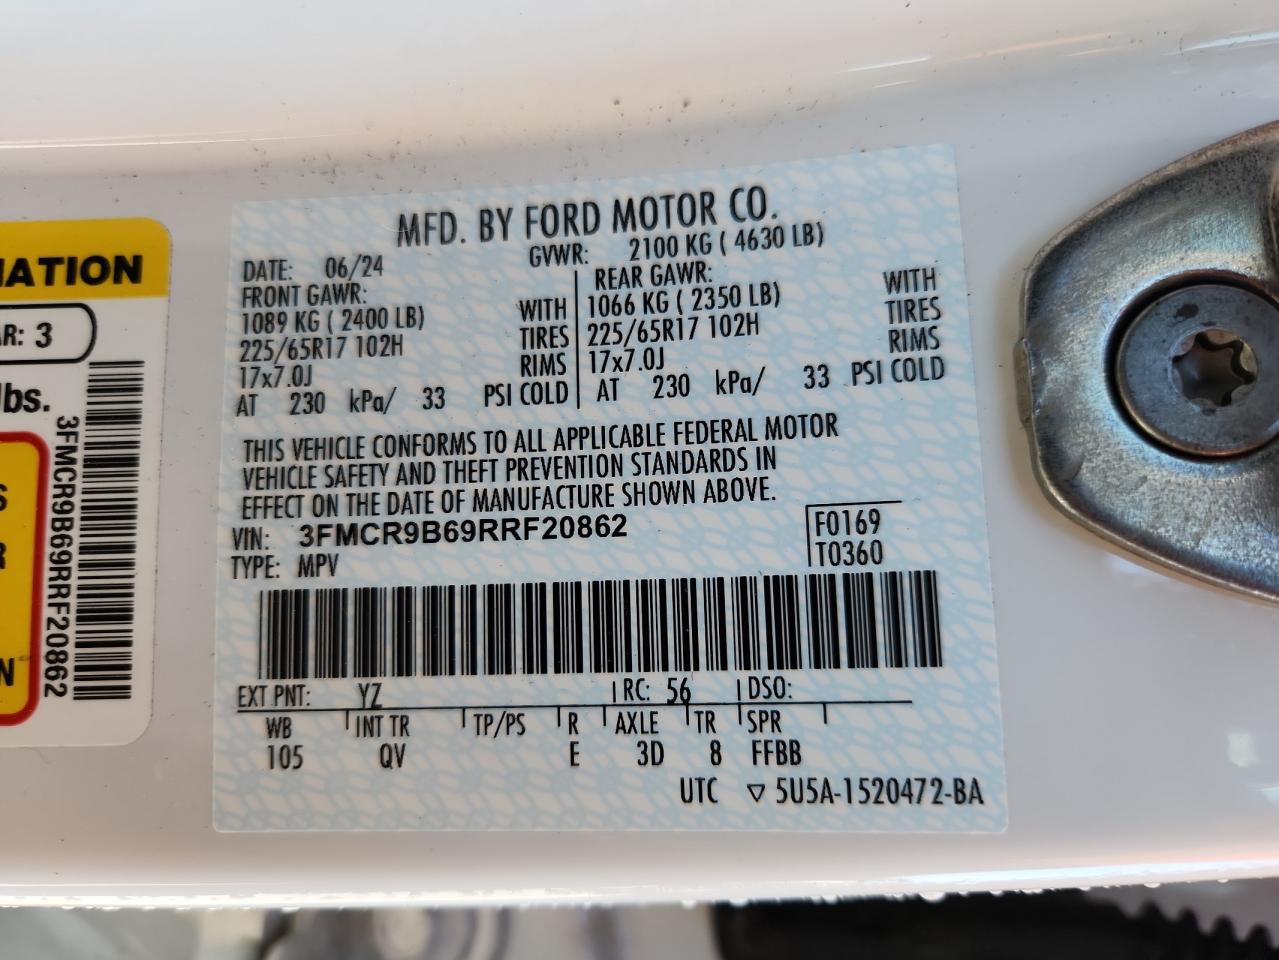 MATION
AR: 3
lbs.
3FMCR9B69RRF20862
S
R
N
MFD. BY FORD MOTOR CO.
DATE: 06/24 GVWR: 2100 KG ( 4630 LB)
FRONT GAWR:
1089 KG ( 2400 LB) WITH
225/65R17 102H TIRES
17x7.0J RIMS
AT 230 kPa/ 33 PSI COLD
REAR GAWR:
1066 KG ( 2350 LB) WITH
225/65R17 102H TIRES
17x7.0J RIMS
AT 230 kPa/ 33 PSI COLD
THIS VEHICLE CONFORMS TO ALL APPLICABLE FEDERAL MOTOR
VEHICLE SAFETY AND THEFT PREVENTION STANDARDS IN
EFFECT ON THE DATE OF MANUFACTURE SHOWN ABOVE.
VIN: 3FMCR9B69RRF20862 F0169
TYPE: MPV T0360
EXT PNT: YZ RC: 56 DSO:
WB INT TR TP/PS R AXLE TR SPR
105 QV E 3D 8 FFBB
UTC ▽ 5U5A-1520472-BA